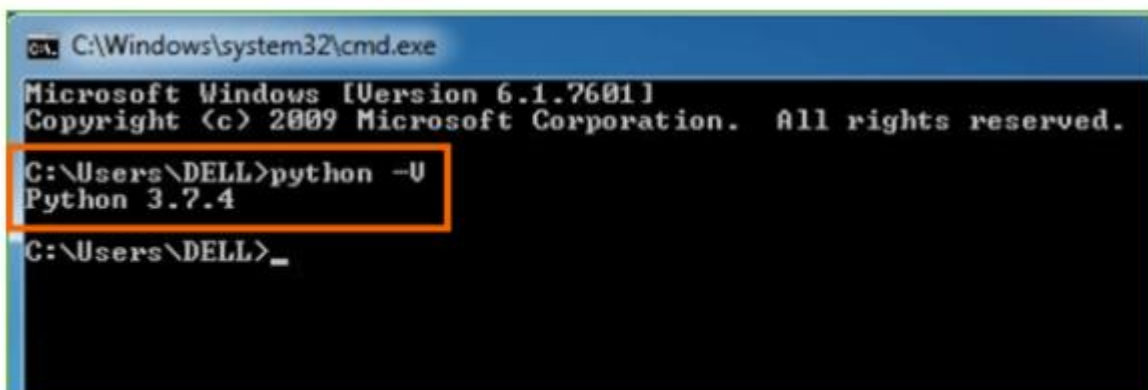 C:\Windows\system32\cmd.exe
Microsoft Windows [Version 6.1.7601]
Copyright (c) 2009 Microsoft Corporation.  All rights reserved.
C:\Users\DELL>python -V
Python 3.7.4
C:\Users\DELL>_